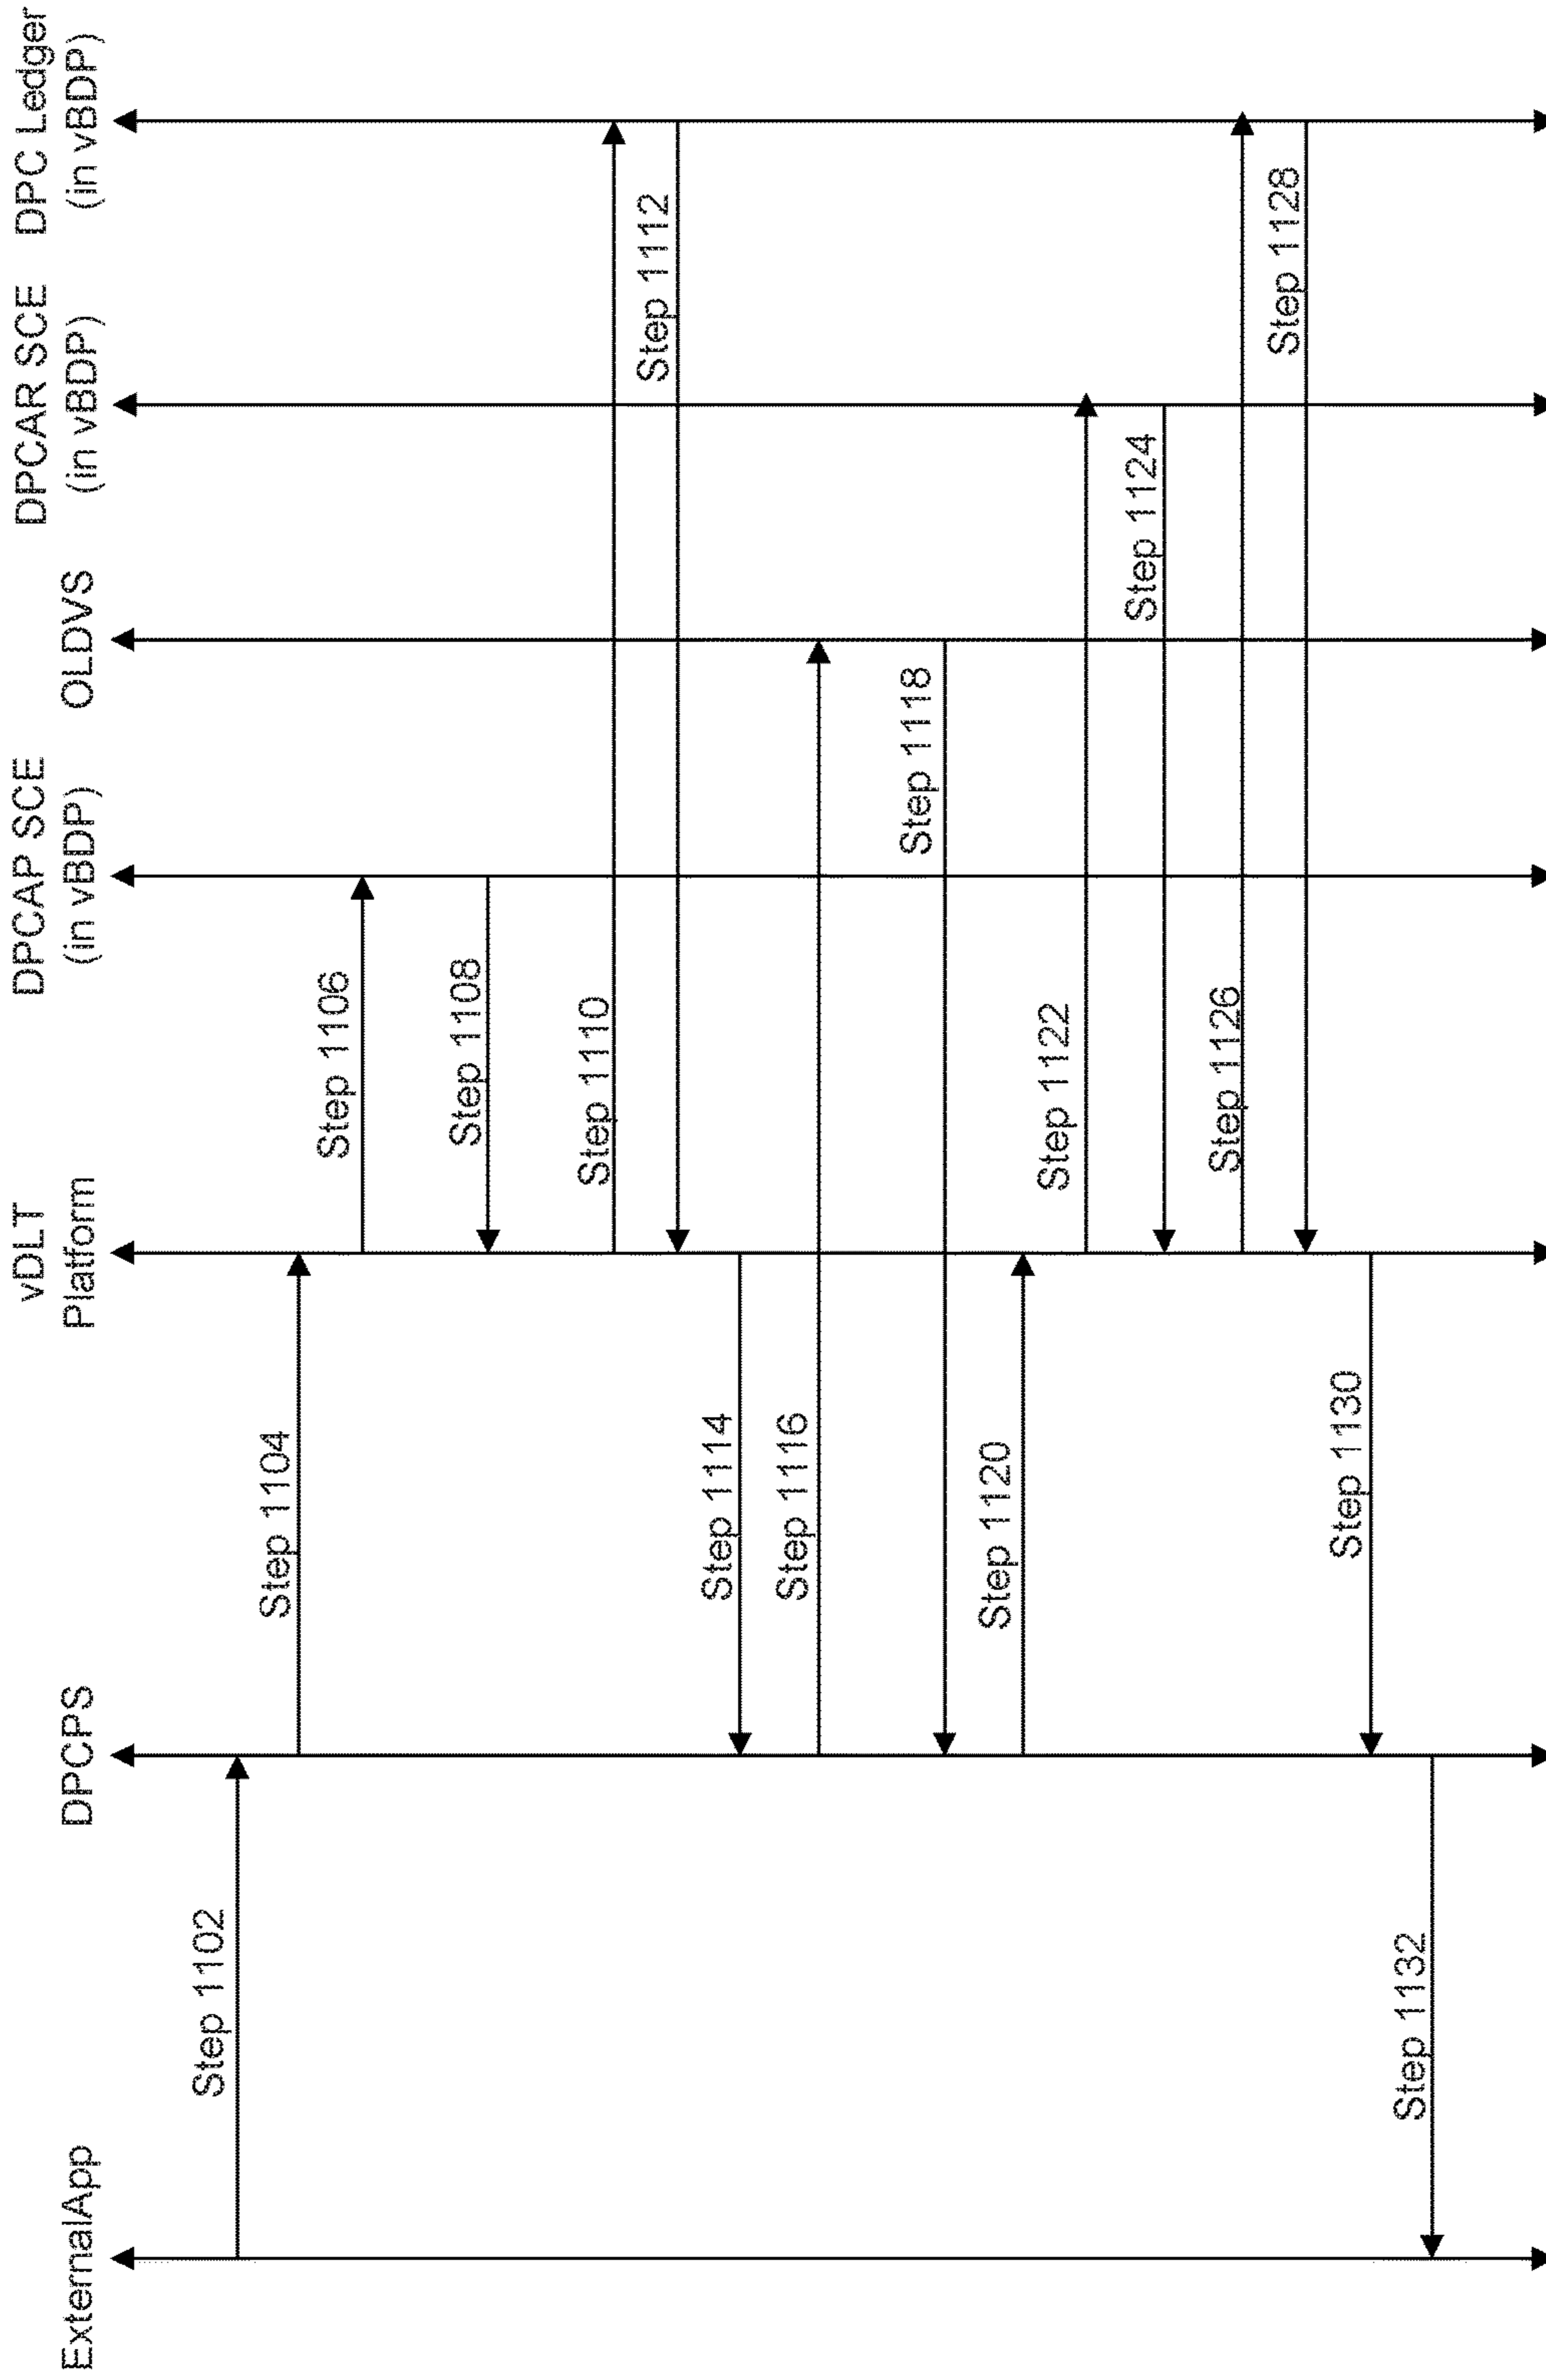 ExternalApp
DPCPS
vDLT
Platform
DPCAP SCE
(in vBDP)
OLDVS
DPCAR SCE
(in vBDP)
DPC Ledger
(in vBDP)
Step 1102
Step 1104
Step 1106
Step 1108
Step 1110
Step 1112
Step 1114
Step 1116
Step 1118
Step 1120
Step 1122
Step 1124
Step 1126
Step 1128
Step 1130
Step 1132